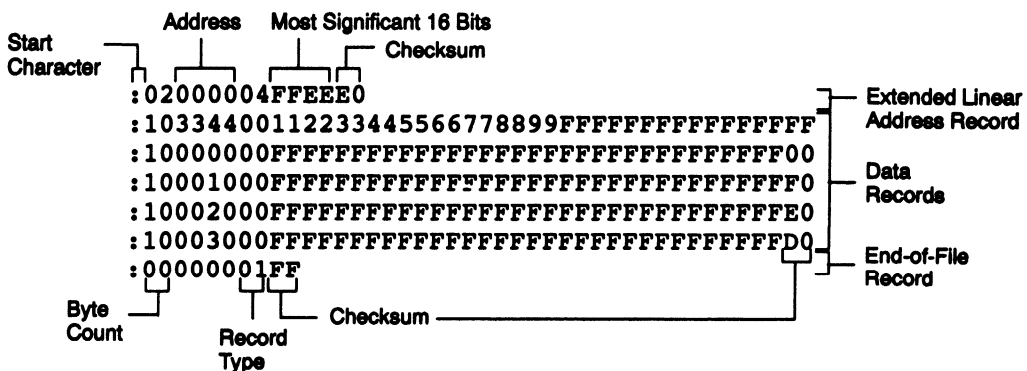 Address Most Significant 16 Bits
Start Character
Checksum
:02000004FFEEE0
Extended Linear Address Record
:10334400112233445566778899FFFFFFFFFFFFFFFF
:10000000FFFFFFFFFFFFFFFFFFFFFFFFFFFFFFFF00
Data Records
:10001000FFFFFFFFFFFFFFFFFFFFFFFFFFFFFFFFF0
:10002000FFFFFFFFFFFFFFFFFFFFFFFFFFFFFFFFE0
:10003000FFFFFFFFFFFFFFFFFFFFFFFFFFFFFFFFD0
:00000001FF
End-of-File Record
Byte Count
Record Type
Checksum